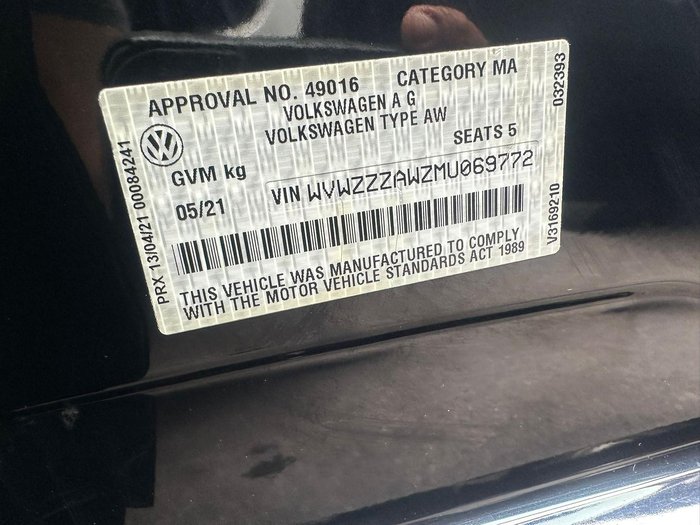 APPROVAL NO. 49016 CATEGORY MA
VOLKSWAGEN A G
VOLKSWAGEN TYPE AW
SEATS 5
GVM kg
05/21
VIN WVWZZZAWZMU069772
THIS VEHICLE WAS MANUFACTURED TO COMPLY
WITH THE MOTOR VEHICLE STANDARDS ACT 1989
PRX 13/04/21 00084241
032393
V3169210